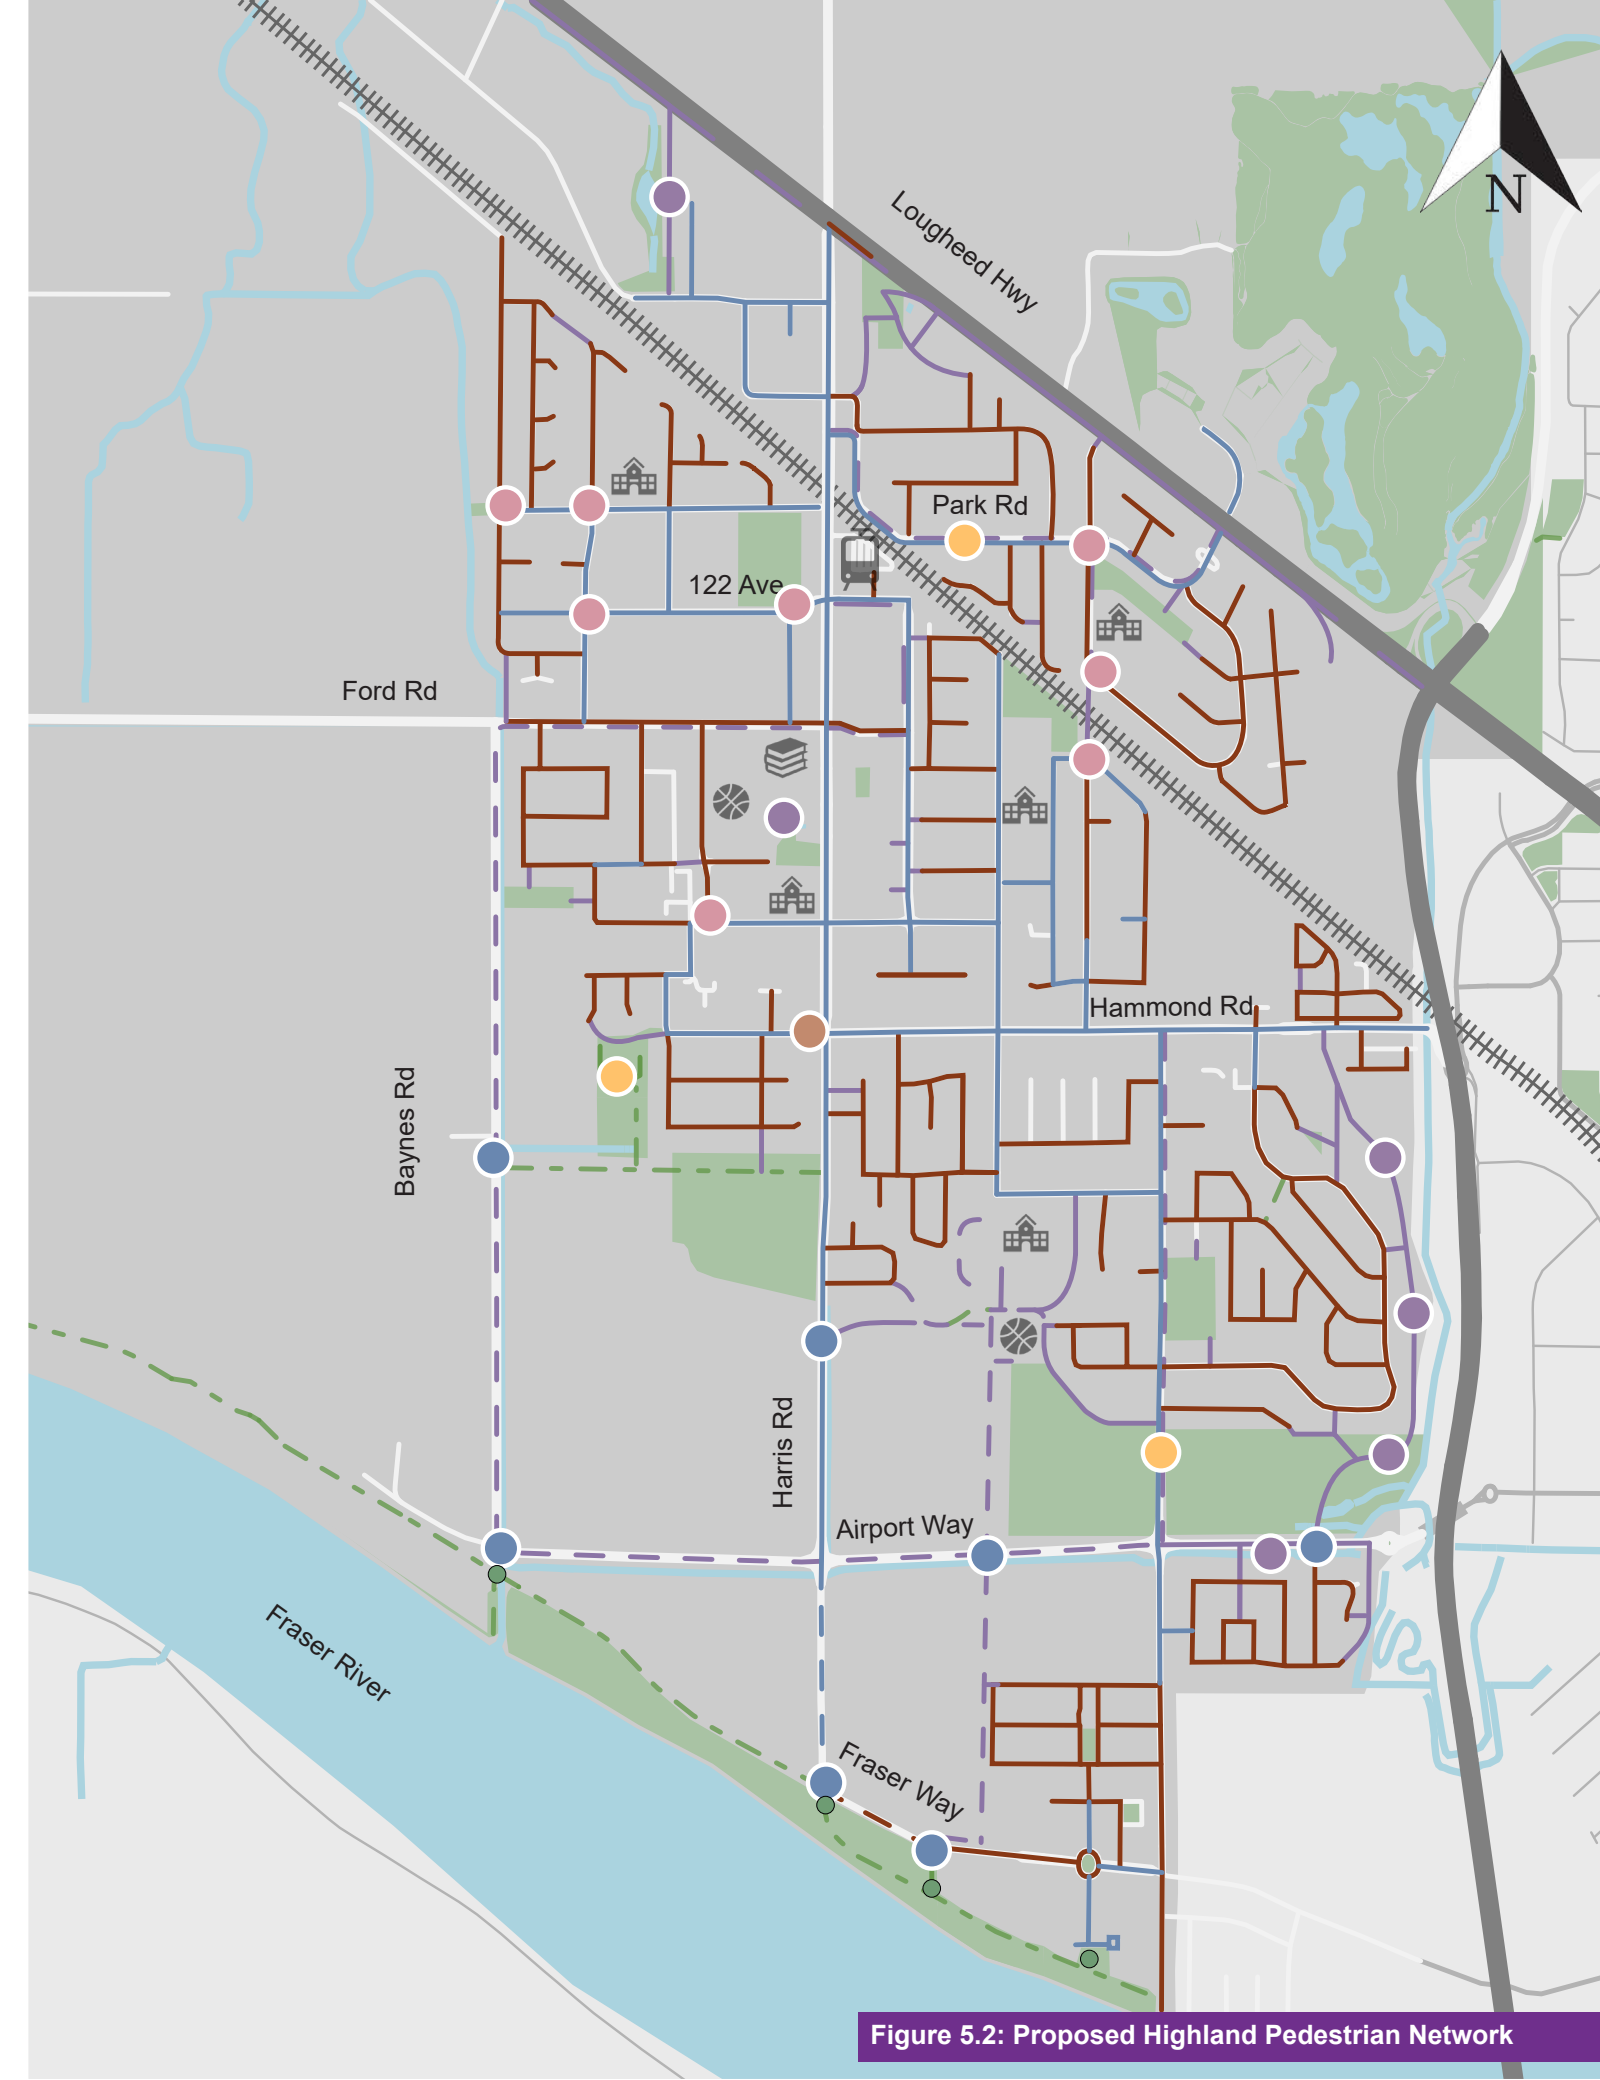 N
Lougheed Hwy
Park Rd
122 Ave
Ford Rd
Hammond Rd
Baynes Rd
Harris Rd
Airport Way
Fraser River
Fraser Way
Figure 5.2: Proposed Highland Pedestrian Network